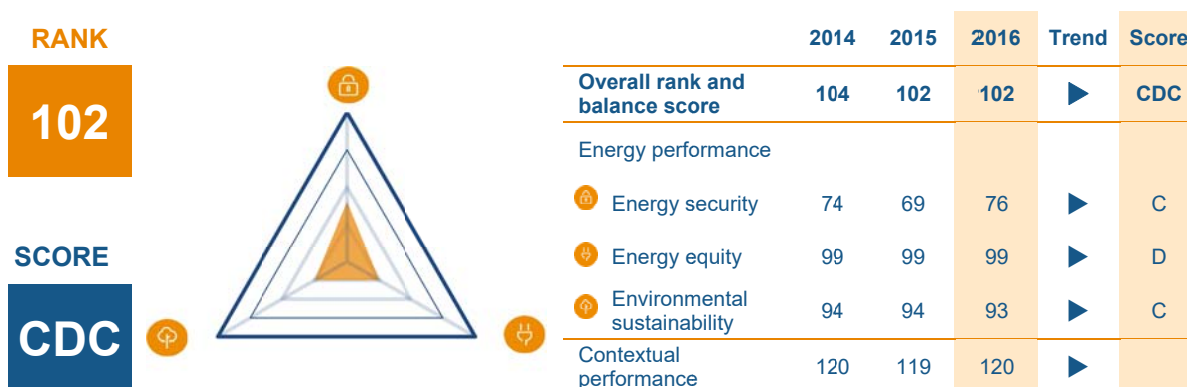 RANK
102
SCORE
CDC
2014 2015 2016 Trend Score
Overall rank and
balance score 104 102 102 CDC
Energy performance
Energy security 74 69 76 C
Energy equity 99 99 99 D
Environmental
sustainability 94 94 93 C
Contextual
performance 120 119 120